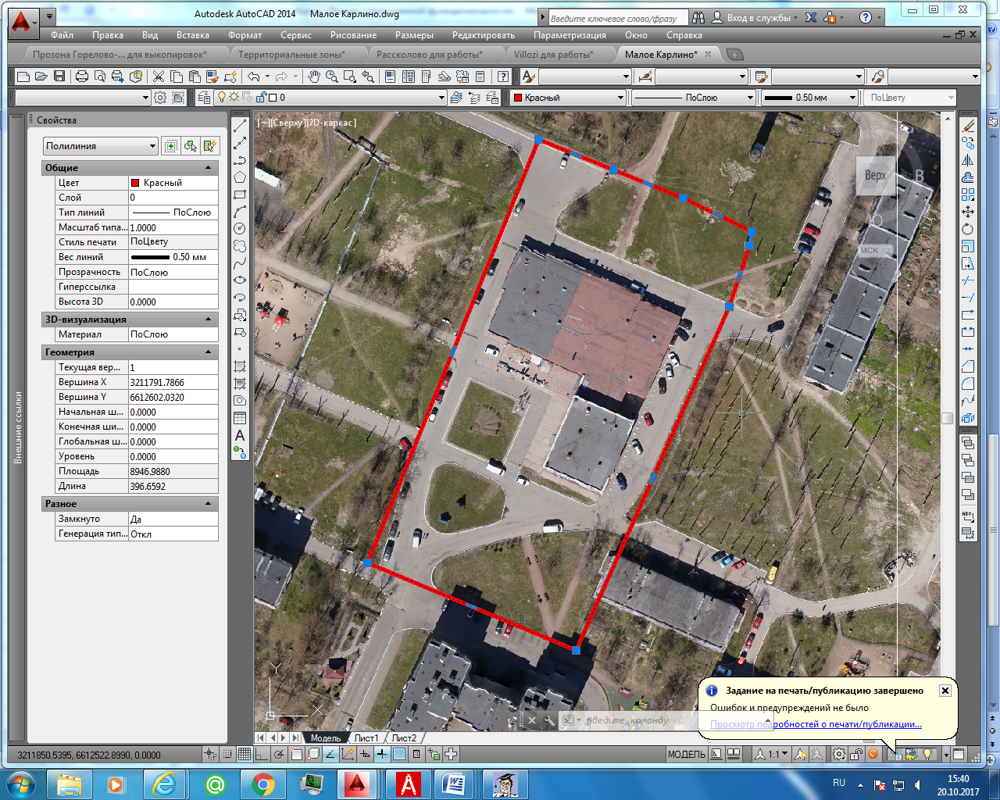 Autodesk AutoCAD 2014 Малое Карлино.dwg
Введите ключевое слово/фразу
Вход в службы
Файл Правка Вид Вставка Формат Сервис Рисование Размеры Редактировать Параметризация Окно Справка
Прозона Горелово-... для выкопировок*
Территориальные зоны*
Рассколово для работы*
Villozi для работы*
Малое Карлино*
0
Красный
ПоСлою
0.50 мм
ПоЦвету
Свойства
[−][Сверху][2D-каркас]
Полилиния
Общие
Цвет Красный
Слой 0
Тип линий ПоСлою
Масштаб типа... 1.0000
Стиль печати ПоЦвету
Вес линий 0.50 мм
Прозрачность ПоСлою
Гиперссылка
Высота 3D 0.0000
3D-визуализация
Материал ПоСлою
Геометрия
Текущая вер... 1
Вершина X 3211791.7866
Вершина Y 6612602.0320
Начальная ш... 0.0000
Конечная ши... 0.0000
Глобальная ш... 0.0000
Уровень 0.0000
Площадь 8946.9880
Длина 396.6592
Разное
Замкнуто Да
Генерация тип... Откл
Внешние ссылки
С
З
Верх
В
Ю
МСК
ABC
Y
X
Введите команду
Задание на печать/публикацию завершено
Ошибок и предупреждений не было
Просмотр подробностей о печати/публикации...
Модель Лист1 Лист2
3211850.5395, 6612522.8990, 0.0000
МОДЕЛЬ
1:1
RU
15:40
20.10.2017